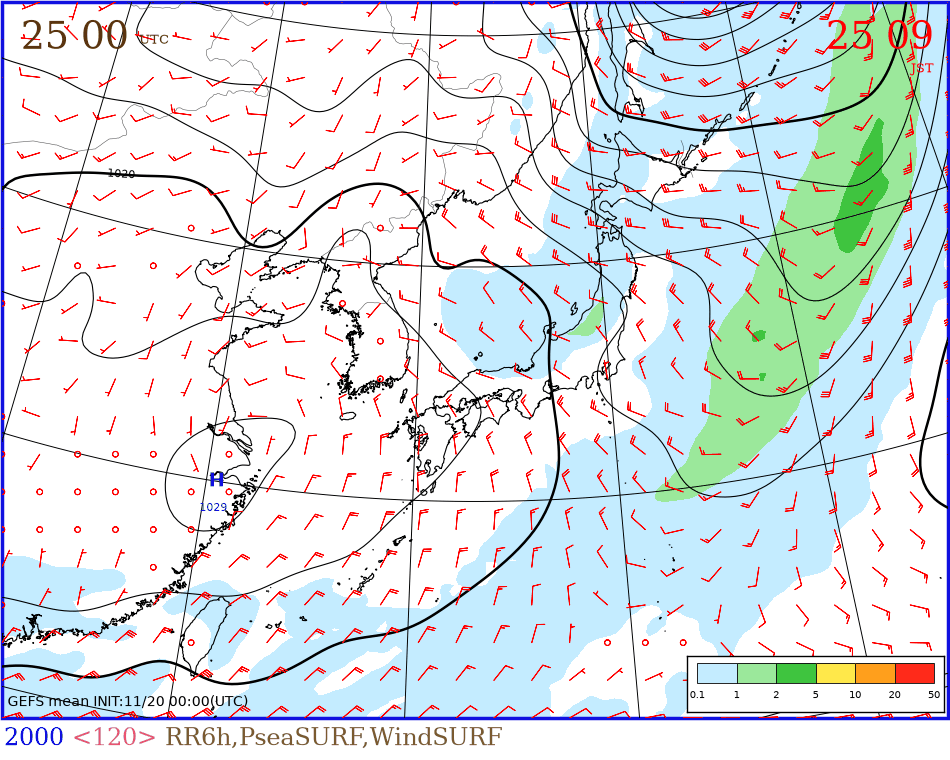 25 00 UTC
25 09
JST
1020
H
1029
0.1 1 2 5 10 20 50
GEFS mean INIT:11/20 00:00(UTC)
2000 <120> RR6h,PseaSURF,WindSURF